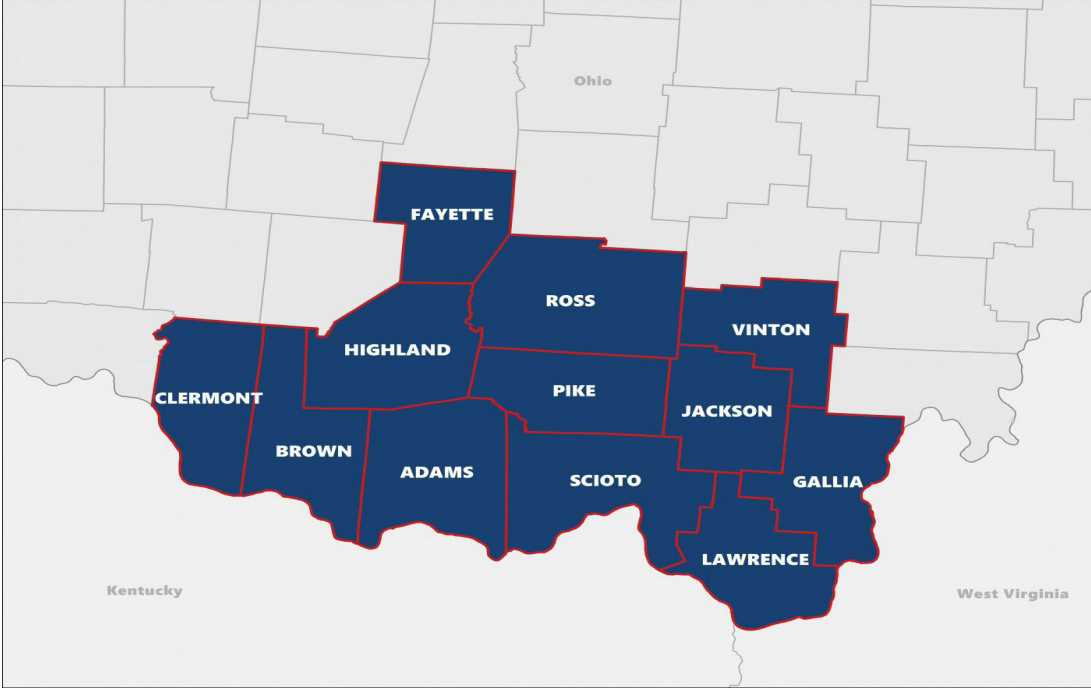 Ohio
FAYETTE
ROSS
VINTON
HIGHLAND
PIKE
CLERMONT
JACKSON
BROWN
ADAMS
SCIOTO
GALLIA
LAWRENCE
Kentucky
West Virginia